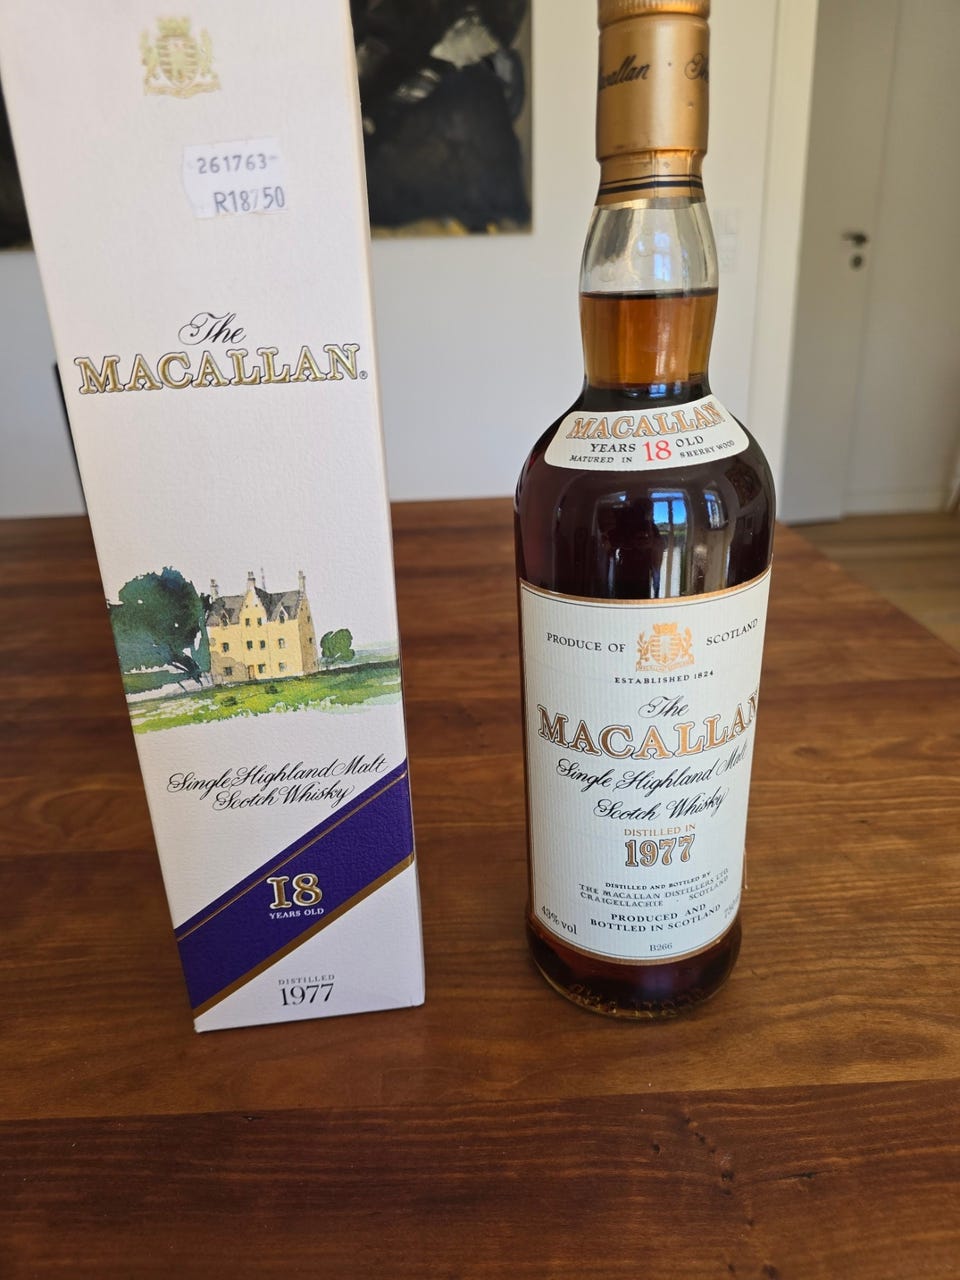 261763
R18750
The
MACALLAN®
Single Highland Malt
Scotch Whisky
18
YEARS OLD
DISTILLED
1977
MACALLAN
YEARS 18 OLD
MATURED IN SHERRY WOOD
PRODUCE OF SCOTLAND
ESTABLISHED 1824
The
MACALLAN
Single Highland Malt
Scotch Whisky
DISTILLED IN
1977
DISTILLED AND BOTTLED BY
THE MACALLAN DISTILLERS LTD
CRAIGELLACHIE · SCOTLAND
PRODUCED AND
BOTTLED IN SCOTLAND
43% vol
B266